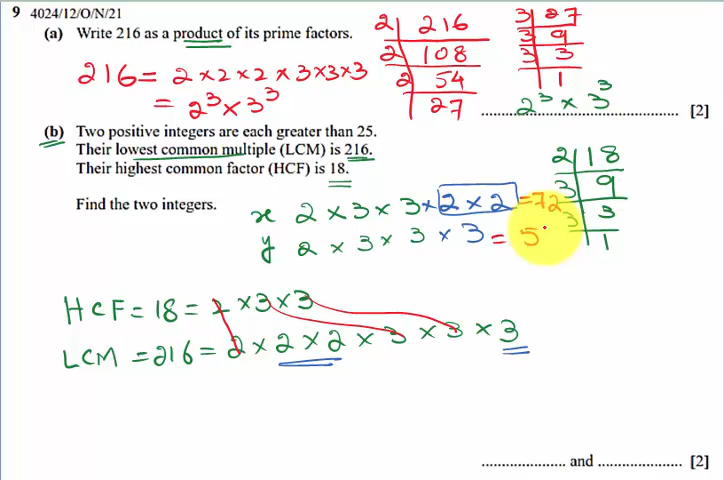 9 4024/12/O/N/21
(a) Write 216 as a product of its prime factors.
216 = 2 × 2 × 2 × 3 × 3 × 3
= 2³ × 3³
2 | 216
2 | 108
2 | 54
27
3 | 27
3 | 9
3 | 3
1
2³ × 3³ [2]
(b) Two positive integers are each greater than 25.
Their lowest common multiple (LCM) is 216.
Their highest common factor (HCF) is 18.
Find the two integers.
2 | 18
3 | 9
3 | 3
1
x 2 × 3 × 3 × 2 × 2 = 72
y 2 × 3 × 3 × 3 = 5
HCF = 18 = 2 × 3 × 3
LCM = 216 = 2 × 2 × 2 × 3 × 3 × 3
.................... and .................... [2]